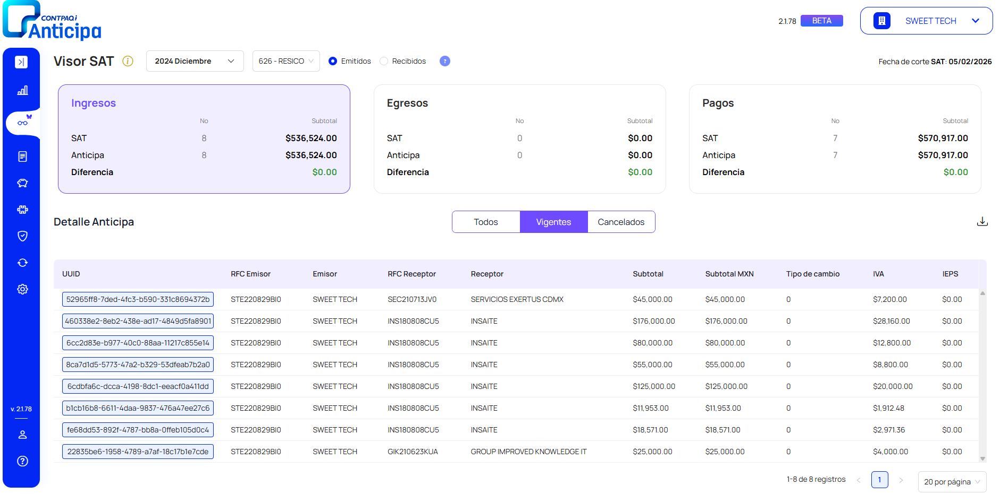 CONTPAQi
Anticipa
2.1.78 BETA
SWEET TECH
Visor SAT
2024 Diciembre
626 - RESICO
Emitidos
Recibidos
?
Fecha de corte SAT: 05/02/2026
Ingresos
No Subtotal
SAT 8 $536,524.00
Anticipa 8 $536,524.00
Diferencia $0.00
Egresos
No Subtotal
SAT 0 $0.00
Anticipa 0 $0.00
Diferencia $0.00
Pagos
No Subtotal
SAT 7 $570,917.00
Anticipa 7 $570,917.00
Diferencia $0.00
Detalle Anticipa
Todos Vigentes Cancelados
UUID RFC Emisor Emisor RFC Receptor Receptor Subtotal Subtotal MXN Tipo de cambio IVA IEPS
52965ff8-7ded-4fc3-b590-331c8694372b STE220829BI0 SWEET TECH SEC210713JV0 SERVICIOS EXERTUS CDMX $45,000.00 $45,000.00 0 $7,200.00 $0.00
460338e2-8eb2-438e-ad17-4849d5fa8901 STE220829BI0 SWEET TECH INS180808CU5 INSAITE $176,000.00 $176,000.00 0 $28,160.00 $0.00
6cc2d83e-b977-40c0-88aa-11217c855e14 STE220829BI0 SWEET TECH INS180808CU5 INSAITE $80,000.00 $80,000.00 0 $12,800.00 $0.00
8ca7d1d5-5773-47a2-b329-53dfeab7b2a0 STE220829BI0 SWEET TECH INS180808CU5 INSAITE $55,000.00 $55,000.00 0 $8,800.00 $0.00
6cdbfa6c-dcca-4198-8dc1-eeacf0a411dd STE220829BI0 SWEET TECH INS180808CU5 INSAITE $125,000.00 $125,000.00 0 $20,000.00 $0.00
b1cb16b8-6611-4daa-9837-476a47ee27c6 STE220829BI0 SWEET TECH INS180808CU5 INSAITE $11,953.00 $11,953.00 0 $1,912.48 $0.00
fe68dd53-892f-4787-bb8a-0ffeb105d0c4 STE220829BI0 SWEET TECH INS180808CU5 INSAITE $18,571.00 $18,571.00 0 $2,971.36 $0.00
22835be6-1958-4789-a7af-18c17b1e7cde STE220829BI0 SWEET TECH GIK210623KUA GROUP IMPROVED KNOWLEDGE IT $25,000.00 $25,000.00 0 $4,000.00 $0.00
v. 2.1.78
1-8 de 8 registros < 1 > 20 por página